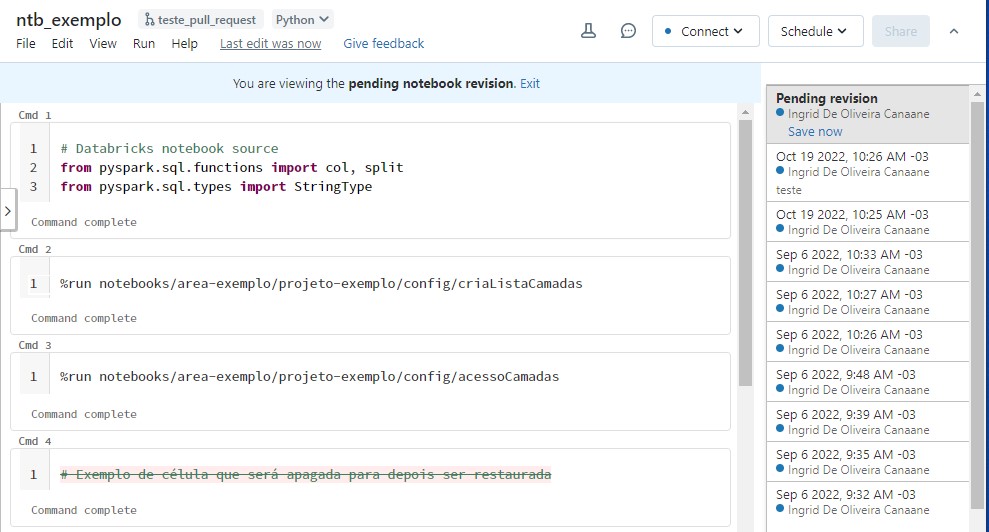 ntb_exemplo teste_pull_request Python
File Edit View Run Help Last edit was now Give feedback
Connect Schedule Share
You are viewing the pending notebook revision. Exit
Cmd 1
1 # Databricks notebook source
2 from pyspark.sql.functions import col, split
3 from pyspark.sql.types import StringType
Command complete
Cmd 2
1 %run notebooks/area-exemplo/projeto-exemplo/config/criaListaCamadas
Command complete
Cmd 3
1 %run notebooks/area-exemplo/projeto-exemplo/config/acessoCamadas
Command complete
Cmd 4
1 # Exemplo de célula que será apagada para depois ser restaurada
Command complete
Pending revision
Ingrid De Oliveira Canaane
Save now
Oct 19 2022, 10:26 AM -03
Ingrid De Oliveira Canaane
teste
Oct 19 2022, 10:25 AM -03
Ingrid De Oliveira Canaane
Sep 6 2022, 10:33 AM -03
Ingrid De Oliveira Canaane
Sep 6 2022, 10:27 AM -03
Ingrid De Oliveira Canaane
Sep 6 2022, 10:26 AM -03
Ingrid De Oliveira Canaane
Sep 6 2022, 9:48 AM -03
Ingrid De Oliveira Canaane
Sep 6 2022, 9:39 AM -03
Ingrid De Oliveira Canaane
Sep 6 2022, 9:35 AM -03
Ingrid De Oliveira Canaane
Sep 6 2022, 9:32 AM -03
Ingrid De Oliveira Canaane